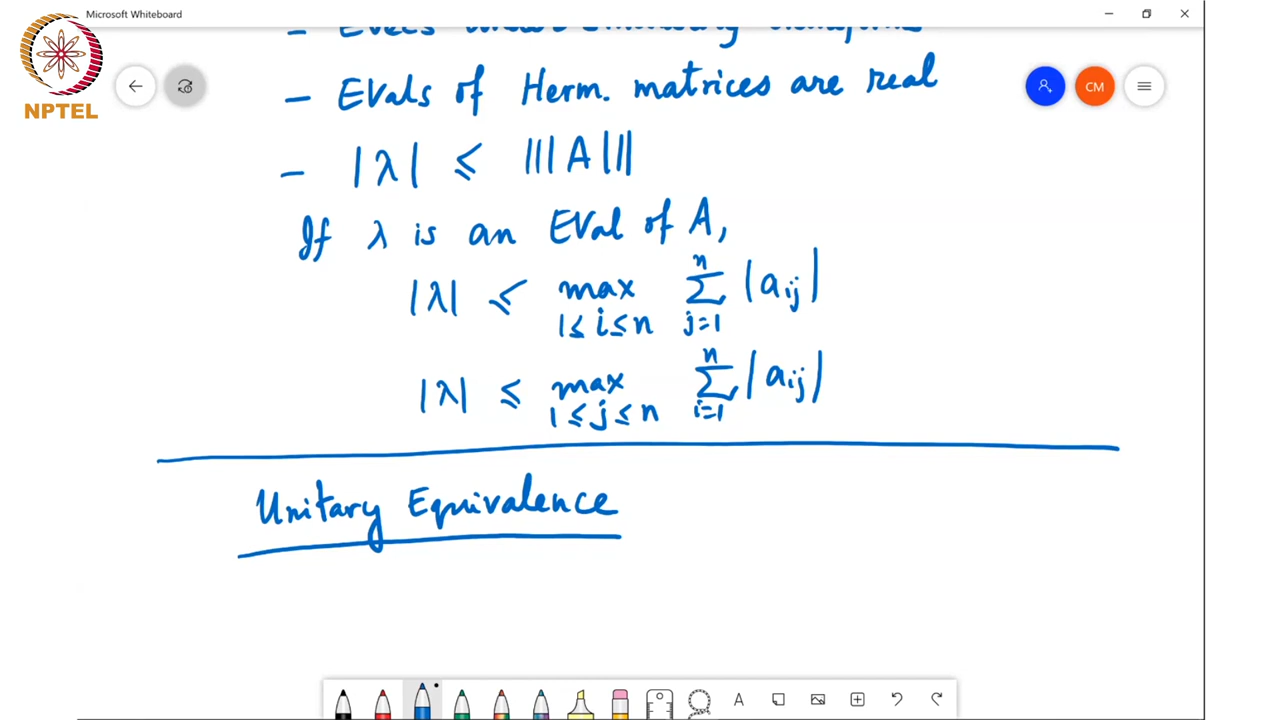 Microsoft Whiteboard
NPTEL
CM
- EVals of Herm. matrices are real
- |λ| ≤ |||A|||
If λ is an EVal of A,
|λ| ≤ max Σ |aij|
1≤ i ≤ n j=1 n
|λ| ≤ max Σ |aij|
1 ≤ j ≤ n i=1 n
Unitary Equivalence
A